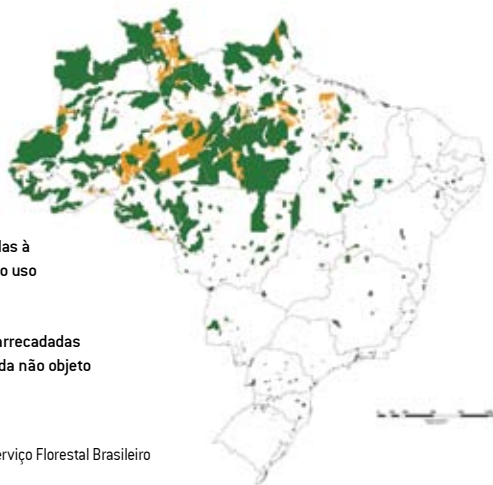 das à
o uso
arrecadadas
da não objeto
erviço Florestal Brasileiro